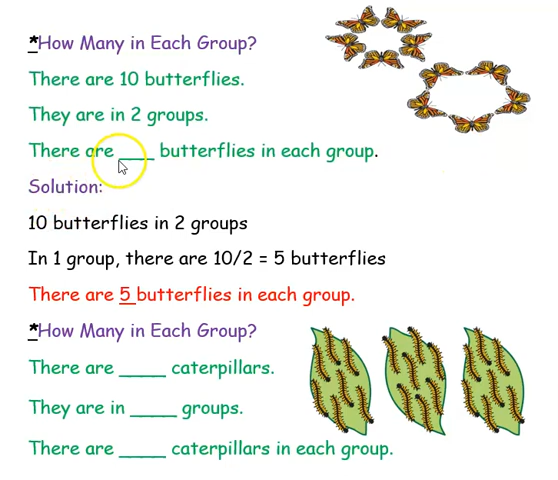 *How Many in Each Group?
There are 10 butterflies.
They are in 2 groups.
There are ___ butterflies in each group.
Solution:
10 butterflies in 2 groups
In 1 group, there are 10/2 = 5 butterflies
There are 5 butterflies in each group.
*How Many in Each Group?
There are ____ caterpillars.
They are in ____ groups.
There are ____ caterpillars in each group.